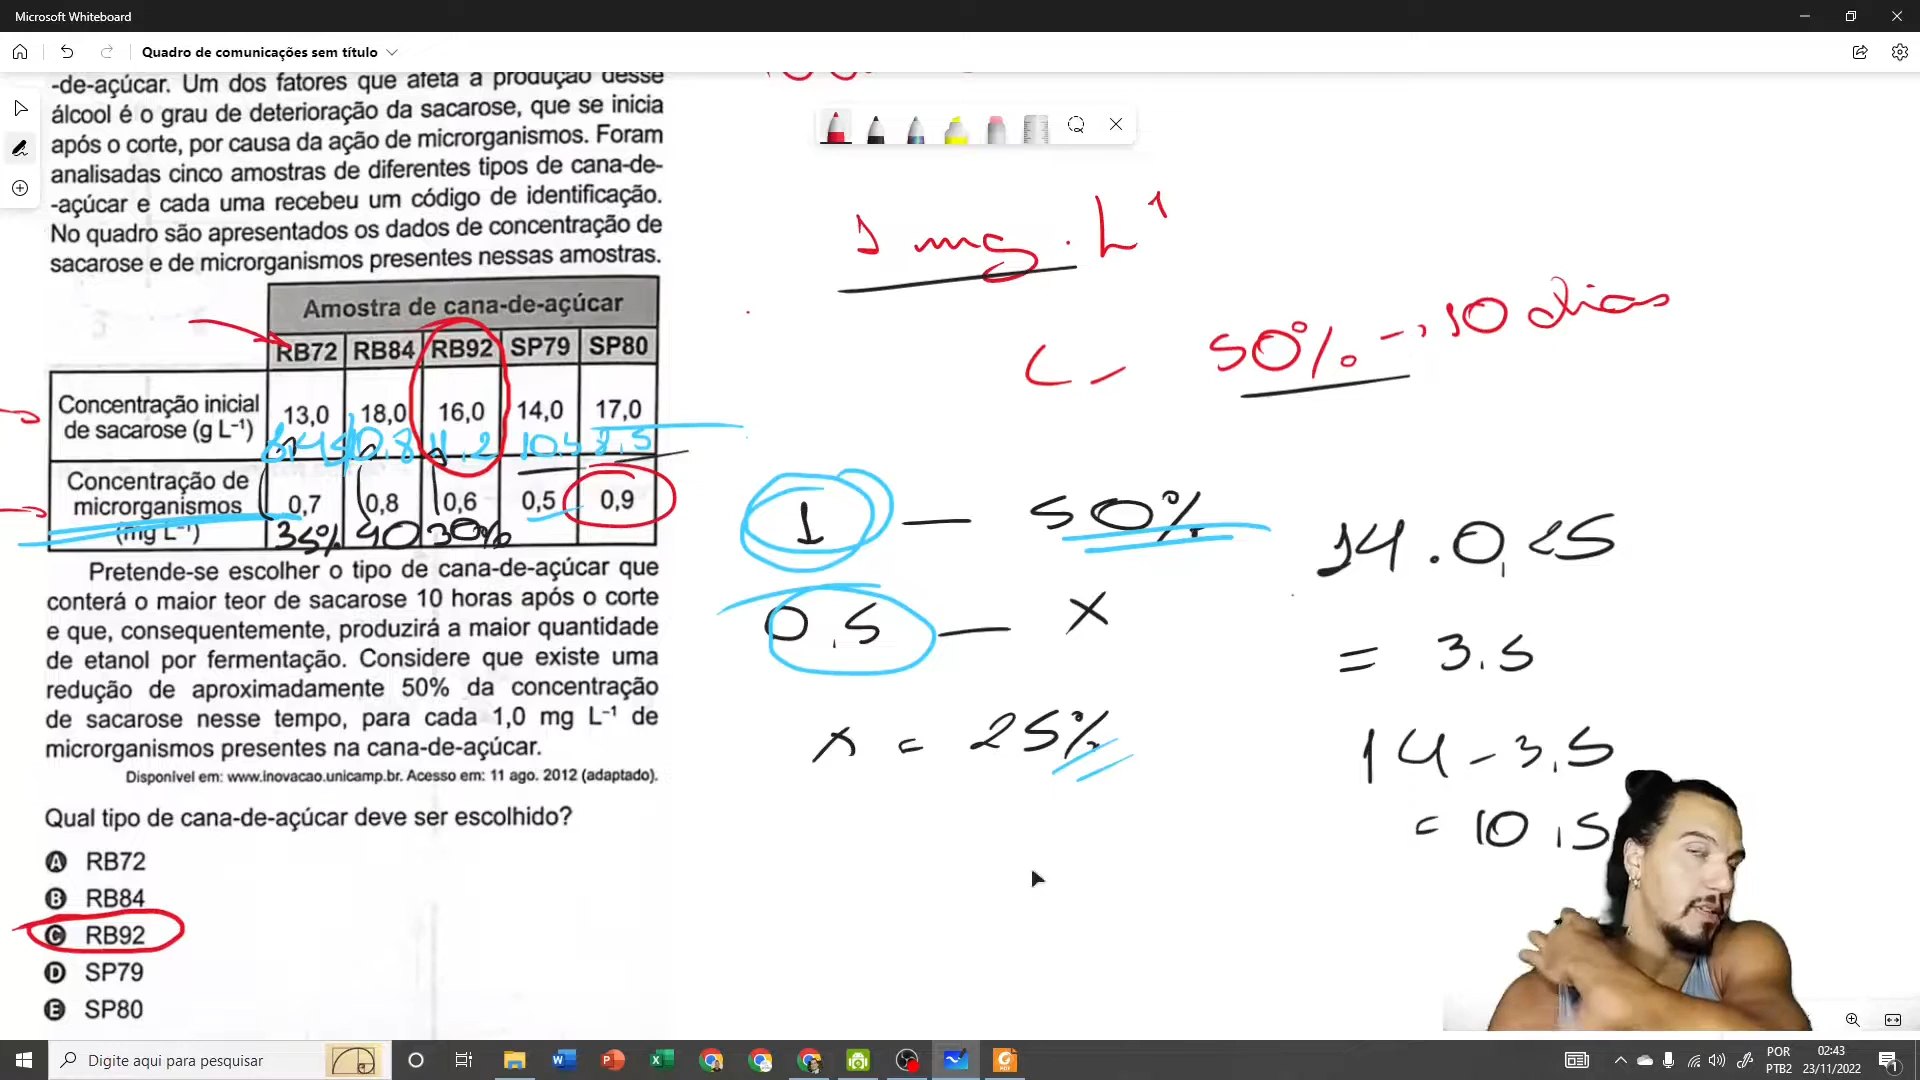 Microsoft Whiteboard
Quadro de comunicações sem título
-de-açúcar. Um dos fatores que afeta a produção desse
álcool é o grau de deterioração da sacarose, que se inicia
após o corte, por causa da ação de microrganismos. Foram
analisadas cinco amostras de diferentes tipos de cana-de-
-açúcar e cada uma recebeu um código de identificação.
No quadro são apresentados os dados de concentração de
sacarose e de microrganismos presentes nessas amostras.
Amostra de cana-de-açúcar
RB72 RB84 RB92 SP79 SP80
Concentração inicial
de sacarose (g L⁻¹)
13,0 18,0 16,0 14,0 17,0
10,8 11,2 10,5
Concentração de
microrganismos
(mg L⁻¹)
0,7 0,8 0,6 0,5 0,9
35% 40 30%
Pretende-se escolher o tipo de cana-de-açúcar que
conterá o maior teor de sacarose 10 horas após o corte
e que, consequentemente, produzirá a maior quantidade
de etanol por fermentação. Considere que existe uma
redução de aproximadamente 50% da concentração
de sacarose nesse tempo, para cada 1,0 mg L⁻¹ de
microrganismos presentes na cana-de-açúcar.
Disponível em: www.inovacao.unicamp.br. Acesso em: 11 ago. 2012 (adaptado).
Qual tipo de cana-de-açúcar deve ser escolhido?
A RB72
B RB84
C RB92
D SP79
E SP80
1 mg . L¹
50% 10 dias
1 — 50%
0,5 — x
x = 25%
14 . 0,25
= 3,5
14 - 3,5
= 10,5
Digite aqui para pesquisar
POR
PTB2
02:43
23/11/2022
1